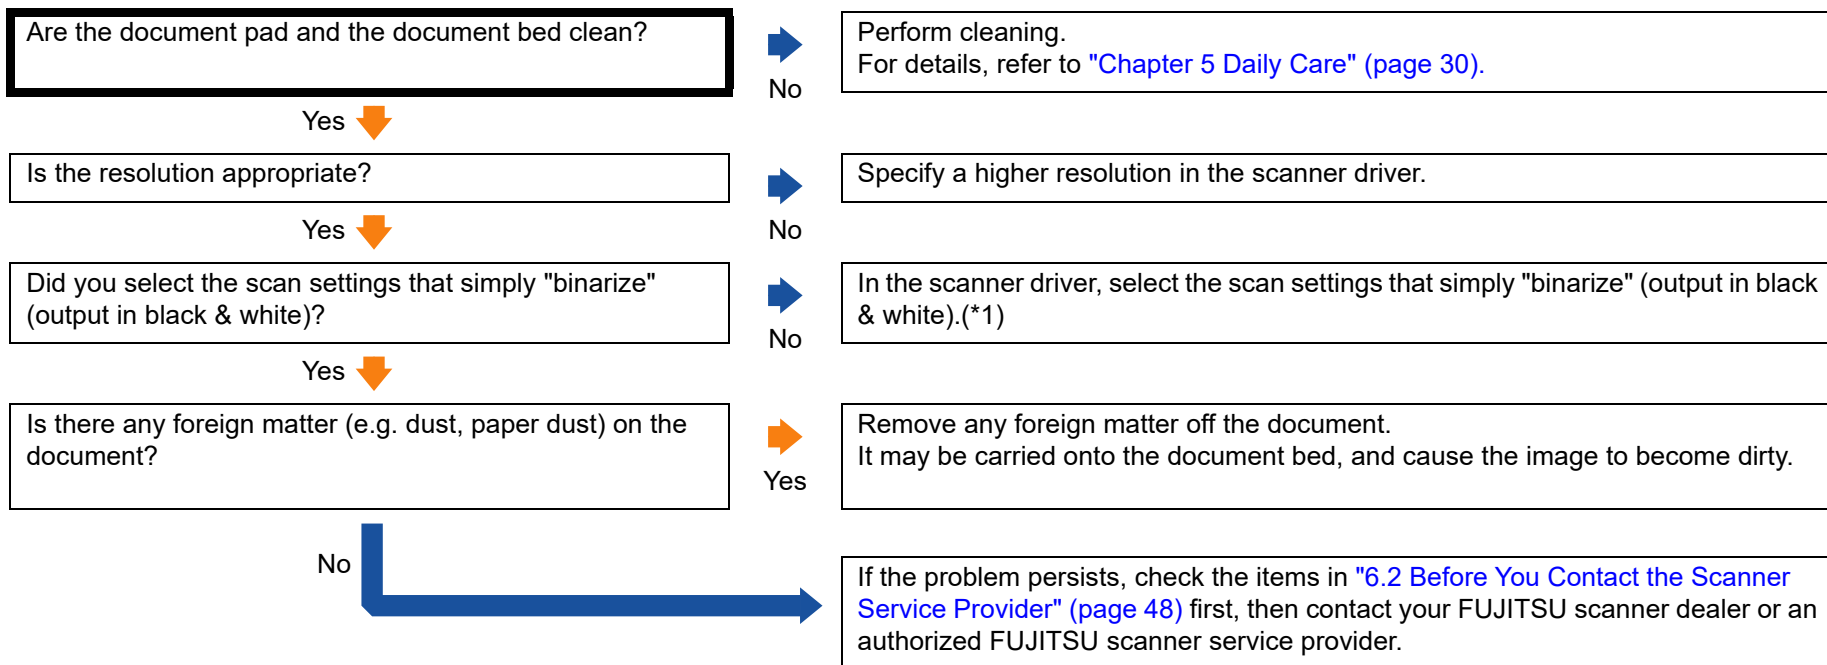 Are the document pad and the document bed clean?
No
Perform cleaning.
For details, refer to "Chapter 5 Daily Care" (page 30).
Yes
Is the resolution appropriate?
No
Specify a higher resolution in the scanner driver.
Yes
Did you select the scan settings that simply "binarize"
(output in black & white)?
No
In the scanner driver, select the scan settings that simply "binarize" (output in black
& white).(*1)
Yes
Is there any foreign matter (e.g. dust, paper dust) on the
document?
Yes
Remove any foreign matter off the document.
It may be carried onto the document bed, and cause the image to become dirty.
No
If the problem persists, check the items in "6.2 Before You Contact the Scanner
Service Provider" (page 48) first, then contact your FUJITSU scanner dealer or an
authorized FUJITSU scanner service provider.